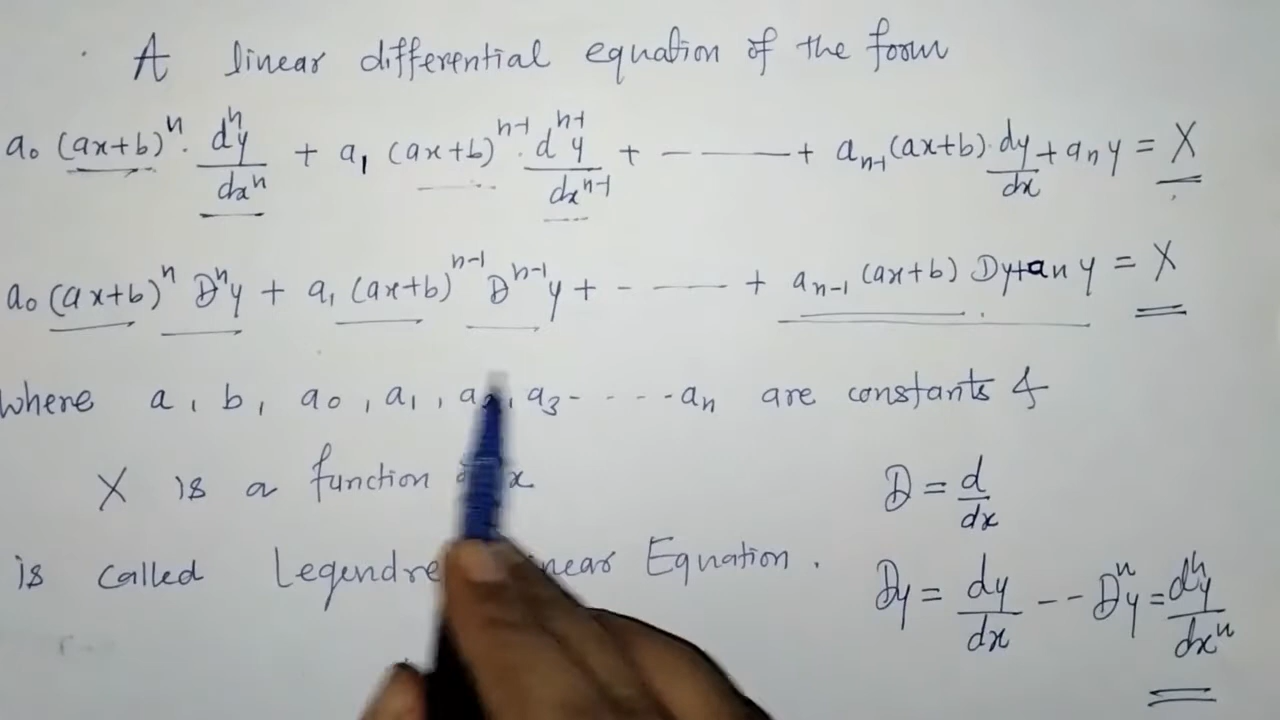 A linear differential equation of the form
a₀ (ax+b)ⁿ · dⁿy/dxⁿ + a₁ (ax+b)ⁿ⁻¹ · dⁿ⁻¹y/dxⁿ⁻¹ + - —— + aₙ₋₁ (ax+b) · dy/dx + aₙ y = X
a₀ (ax+b)ⁿ Dⁿy + a₁ (ax+b)ⁿ⁻¹ Dⁿ⁻¹y + - —— + aₙ₋₁ (ax+b) Dy + aₙ y = X
where a, b, a₀, a₁, a₂, a₃ - - - - aₙ are constants &
X is a function x
D = d/dx
is called Legendre Equation.
Dy = dy/dx - - Dⁿy = dⁿy/dxⁿ